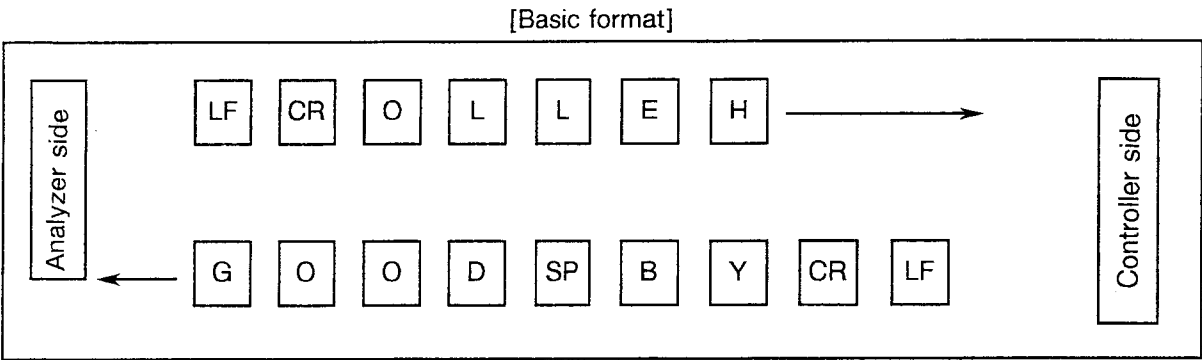 [Basic format]
Analyzer side
LF CR O L L E H
Controller side
G O O D SP B Y CR LF